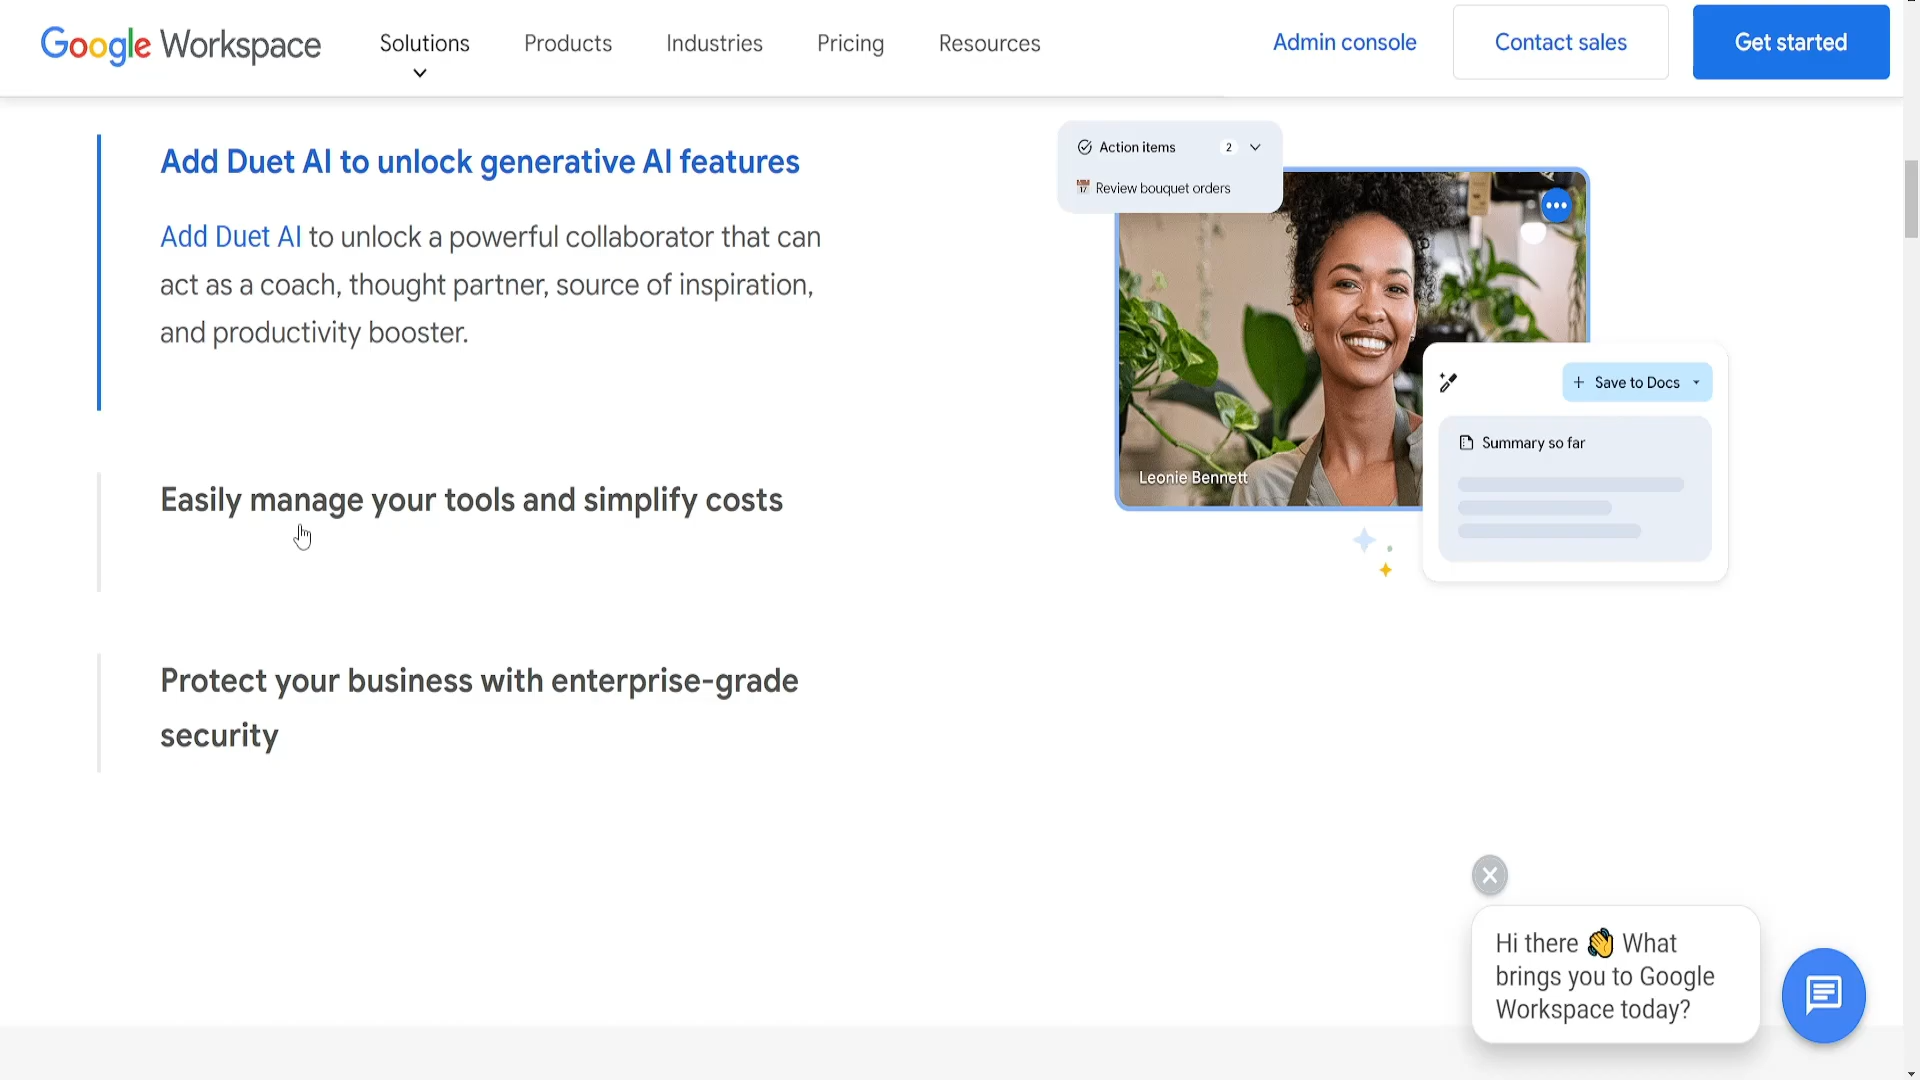 Google Workspace
Solutions
Products
Industries
Pricing
Resources
Admin console
Contact sales
Get started
Add Duet AI to unlock generative AI features
Add Duet AI to unlock a powerful collaborator that can
act as a coach, thought partner, source of inspiration,
and productivity booster.
Easily manage your tools and simplify costs
Protect your business with enterprise-grade
security
Action items 2
17 Review bouquet orders
Leonie Bennett
+ Save to Docs
Summary so far
Hi there 👋 What
brings you to Google
Workspace today?